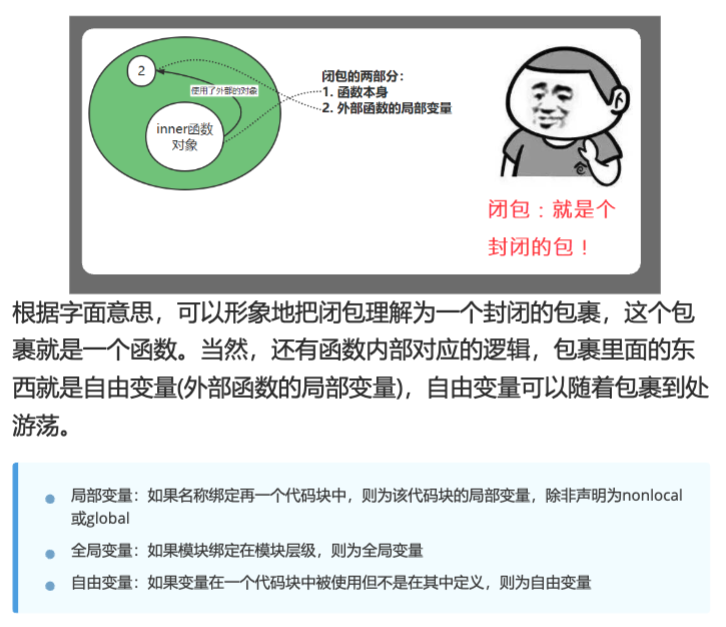 2
使用了外部的对象
inner函数
对象
闭包的两部分：
1. 函数本身
2. 外部函数的局部变量
闭包：就是个
封闭的包！
根据字面意思，可以形象地把闭包理解为一个封闭的包裹，这个包
裹就是一个函数。当然，还有函数内部对应的逻辑，包裹里面的东
西就是自由变量(外部函数的局部变量)，自由变量可以随着包裹到处
游荡。
局部变量：如果名称绑定再一个代码块中，则为该代码块的局部变量，除非声明为nonlocal
或global
全局变量：如果模块绑定在模块层级，则为全局变量
自由变量：如果变量在一个代码块中被使用但不是在其中定义，则为自由变量